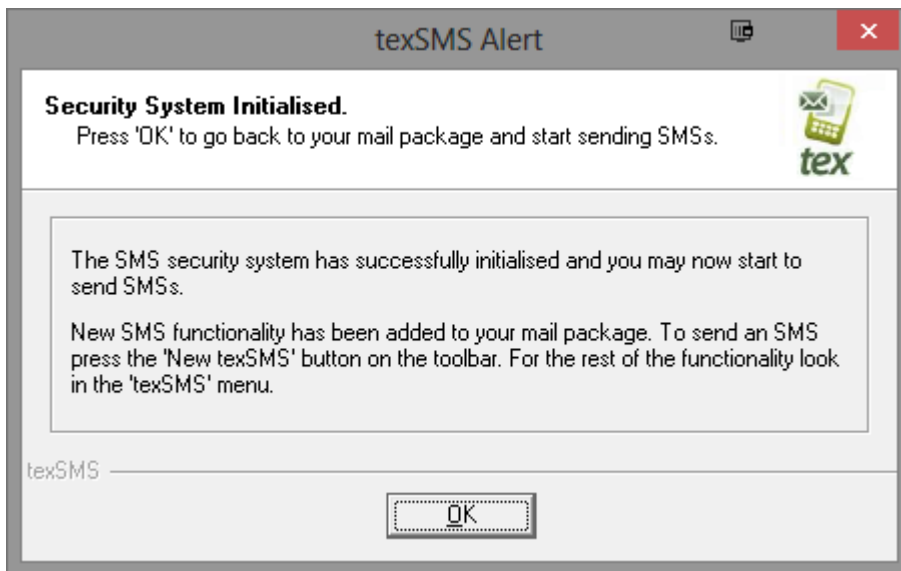 texSMS Alert
Security System Initialised.
Press 'OK' to go back to your mail package and start sending SMSs.
tex
The SMS security system has successfully initialised and you may now start to
send SMSs.
New SMS functionality has been added to your mail package. To send an SMS
press the 'New texSMS' button on the toolbar. For the rest of the functionality look
in the 'texSMS' menu.
texSMS
OK